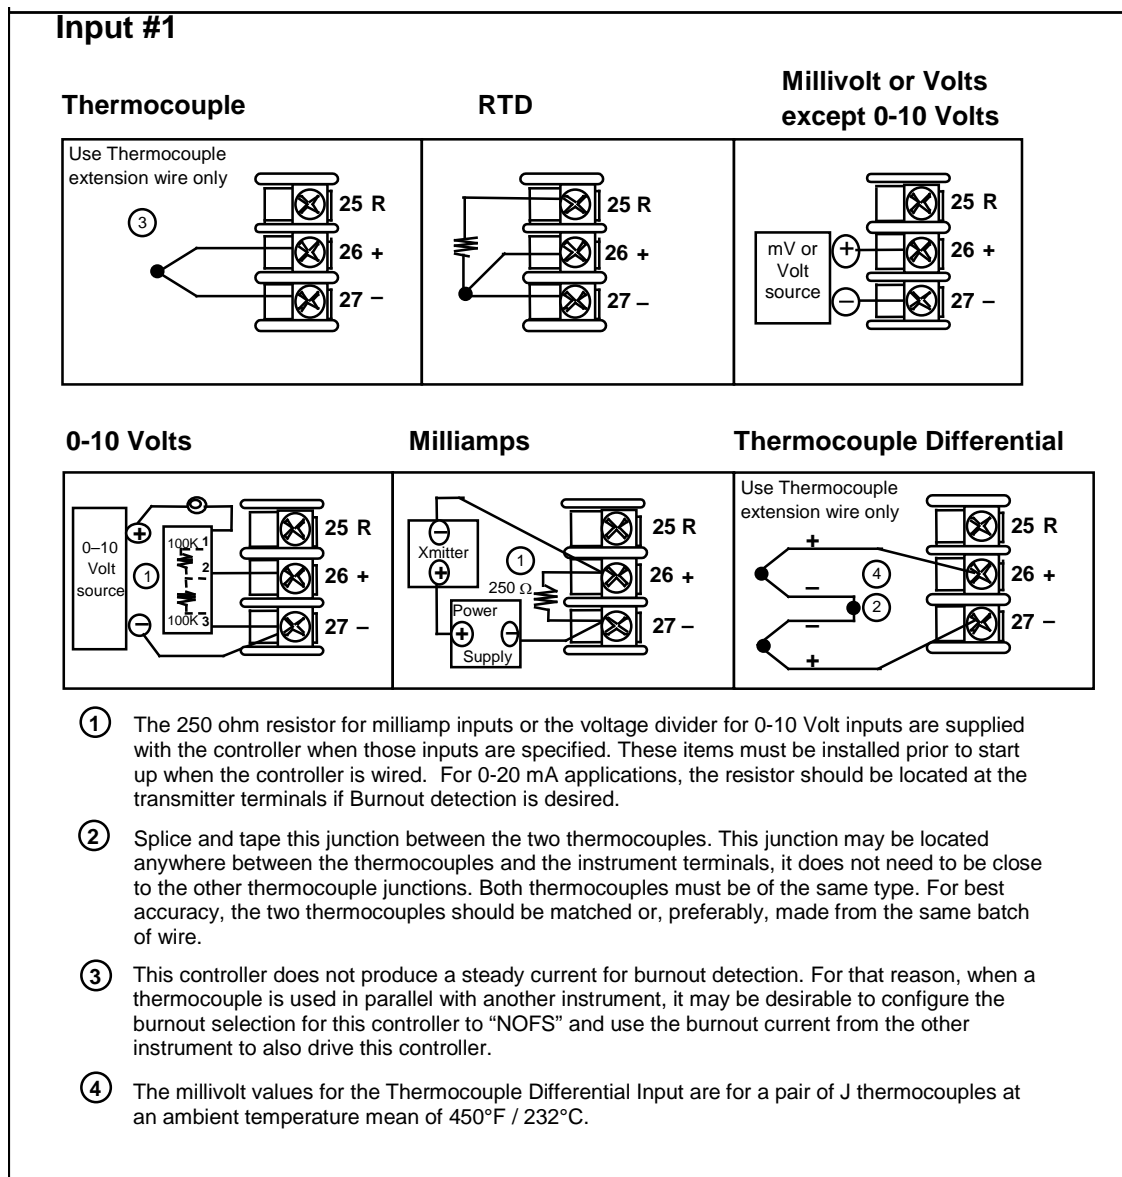 Input #1
Thermocouple
RTD
Millivolt or Volts
except 0-10 Volts
Use Thermocouple
extension wire only
3
25 R
26 +
27 –
25 R
26 +
27 –
mV or
Volt
source
+
–
25 R
26 +
27 –
0-10 Volts
Milliamps
Thermocouple Differential
0–10
Volt
source
+
–
1
100K
1
2
100K
3
25 R
26 +
27 –
–
Xmitter
+
1
250 Ω
Power
+
–
Supply
25 R
26 +
27 –
Use Thermocouple
extension wire only
+
–
4
2
–
+
25 R
26 +
27 –
1 The 250 ohm resistor for milliamp inputs or the voltage divider for 0-10 Volt inputs are supplied
with the controller when those inputs are specified. These items must be installed prior to start
up when the controller is wired.  For 0-20 mA applications, the resistor should be located at the
transmitter terminals if Burnout detection is desired.
2 Splice and tape this junction between the two thermocouples. This junction may be located
anywhere between the thermocouples and the instrument terminals, it does not need to be close
to the other thermocouple junctions. Both thermocouples must be of the same type. For best
accuracy, the two thermocouples should be matched or, preferably, made from the same batch
of wire.
3 This controller does not produce a steady current for burnout detection. For that reason, when a
thermocouple is used in parallel with another instrument, it may be desirable to configure the
burnout selection for this controller to “NOFS” and use the burnout current from the other
instrument to also drive this controller.
4 The millivolt values for the Thermocouple Differential Input are for a pair of J thermocouples at
an ambient temperature mean of 450°F / 232°C.